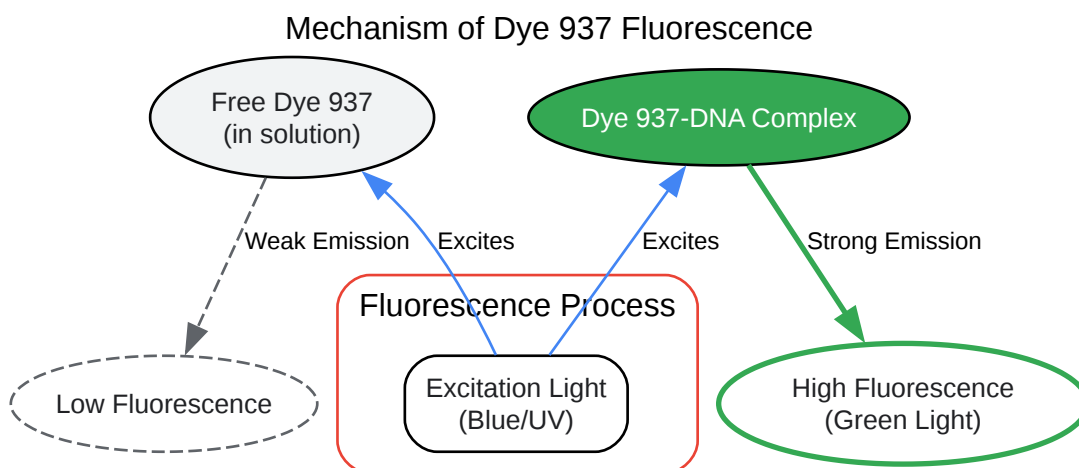 Mechanism of Dye 937 Fluorescence
Free Dye 937
(in solution)
Dye 937-DNA Complex
Weak Emission
Excites
Excites
Strong Emission
Fluorescence Process
Low Fluorescence
Excitation Light
(Blue/UV)
High Fluorescence
(Green Light)